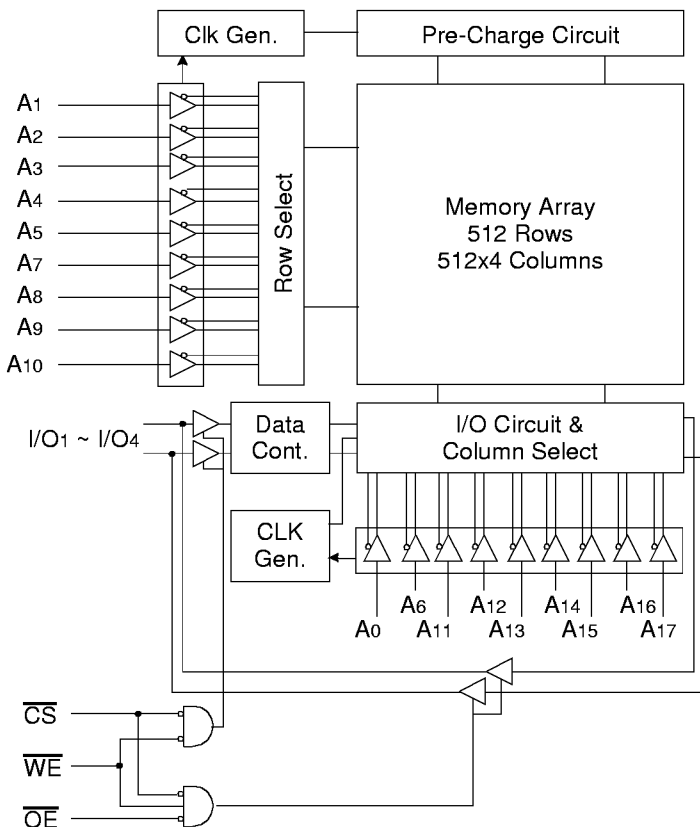 Clk Gen.
Pre-Charge Circuit
A1
A2
A3
A4
A5
A7
A8
A9
A10
Row Select
Memory Array
512 Rows
512x4 Columns
I/O1 ~ I/O4
Data
Cont.
I/O Circuit &
Column Select
CLK
Gen.
A6 A12 A14 A16
A0 A11 A13 A15 A17
CS
WE
OE